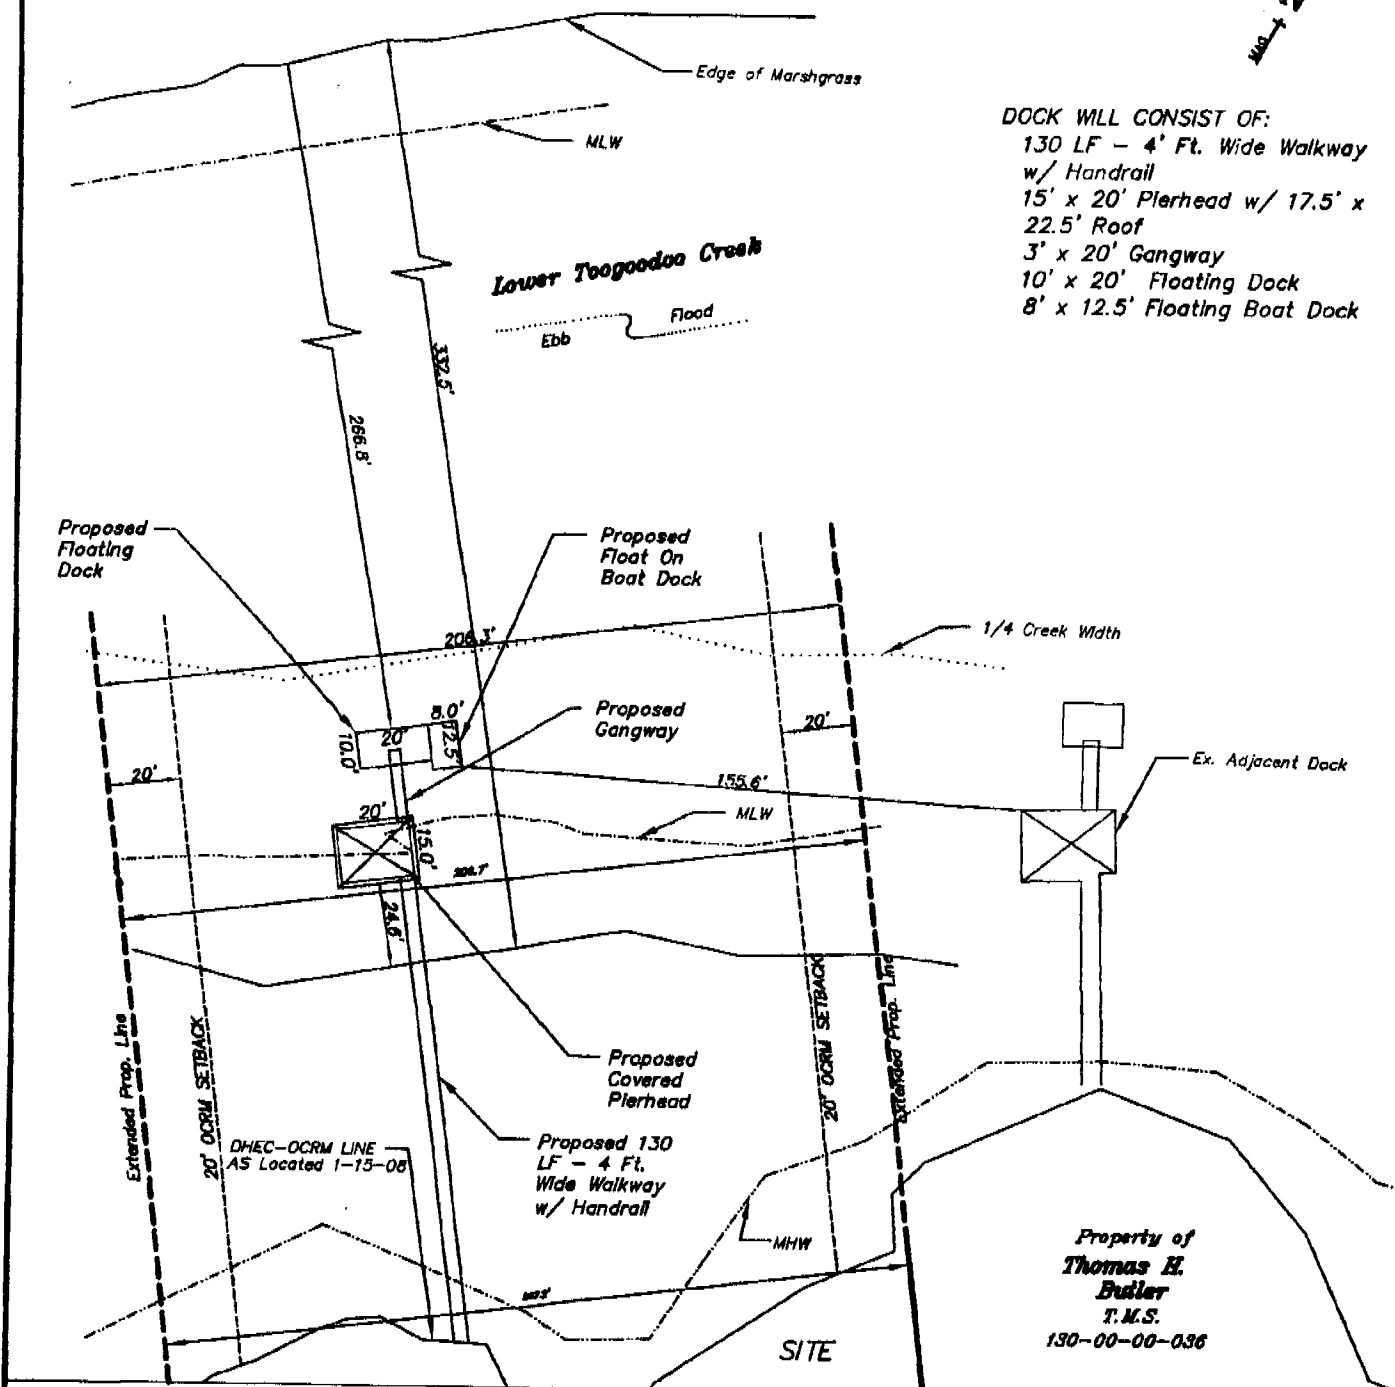 N
MAG
Edge of Marshgrass
MLW
DOCK WILL CONSIST OF:
130 LF - 4' Ft. Wide Walkway
w/ Handrail
15' x 20' Pierhead w/ 17.5' x
22.5' Roof
3' x 20' Gangway
10' x 20' Floating Dock
8' x 12.5' Floating Boat Dock
Lower Toogoodoo Creek
Ebb
Flood
332.5'
266.8'
Proposed
Floating
Dock
Proposed
Float On
Boat Dock
206.3'
1/4 Creek Width
8.0'
Proposed
Gangway
20'
10.0'
12.5'
20'
20'
155.6'
Ex. Adjacent Dock
20'
MLW
15.0'
24.6'
Extended Prop. Line
20' OCRM SETBACK
20' OCRM SETBACK
Extended Prop. Line
Proposed
Covered
Pierhead
DHEC-OCRM LINE
AS Located 1-15-08
Proposed 130
LF - 4 Ft.
Wide Walkway
w/ Handrail
MHW
SITE
Property of
Thomas H.
Butler
T.M.S.
130-00-00-036